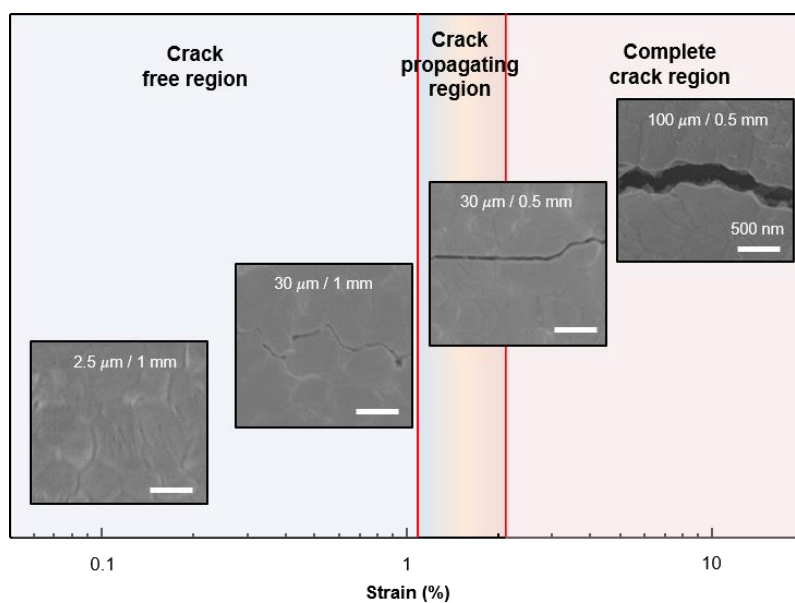 Crack
free region
Crack
propagating
region
Complete
crack region
100 μm / 0.5 mm
500 nm
30 μm / 0.5 mm
30 μm / 1 mm
2.5 μm / 1 mm
0.1
1
10
Strain (%)